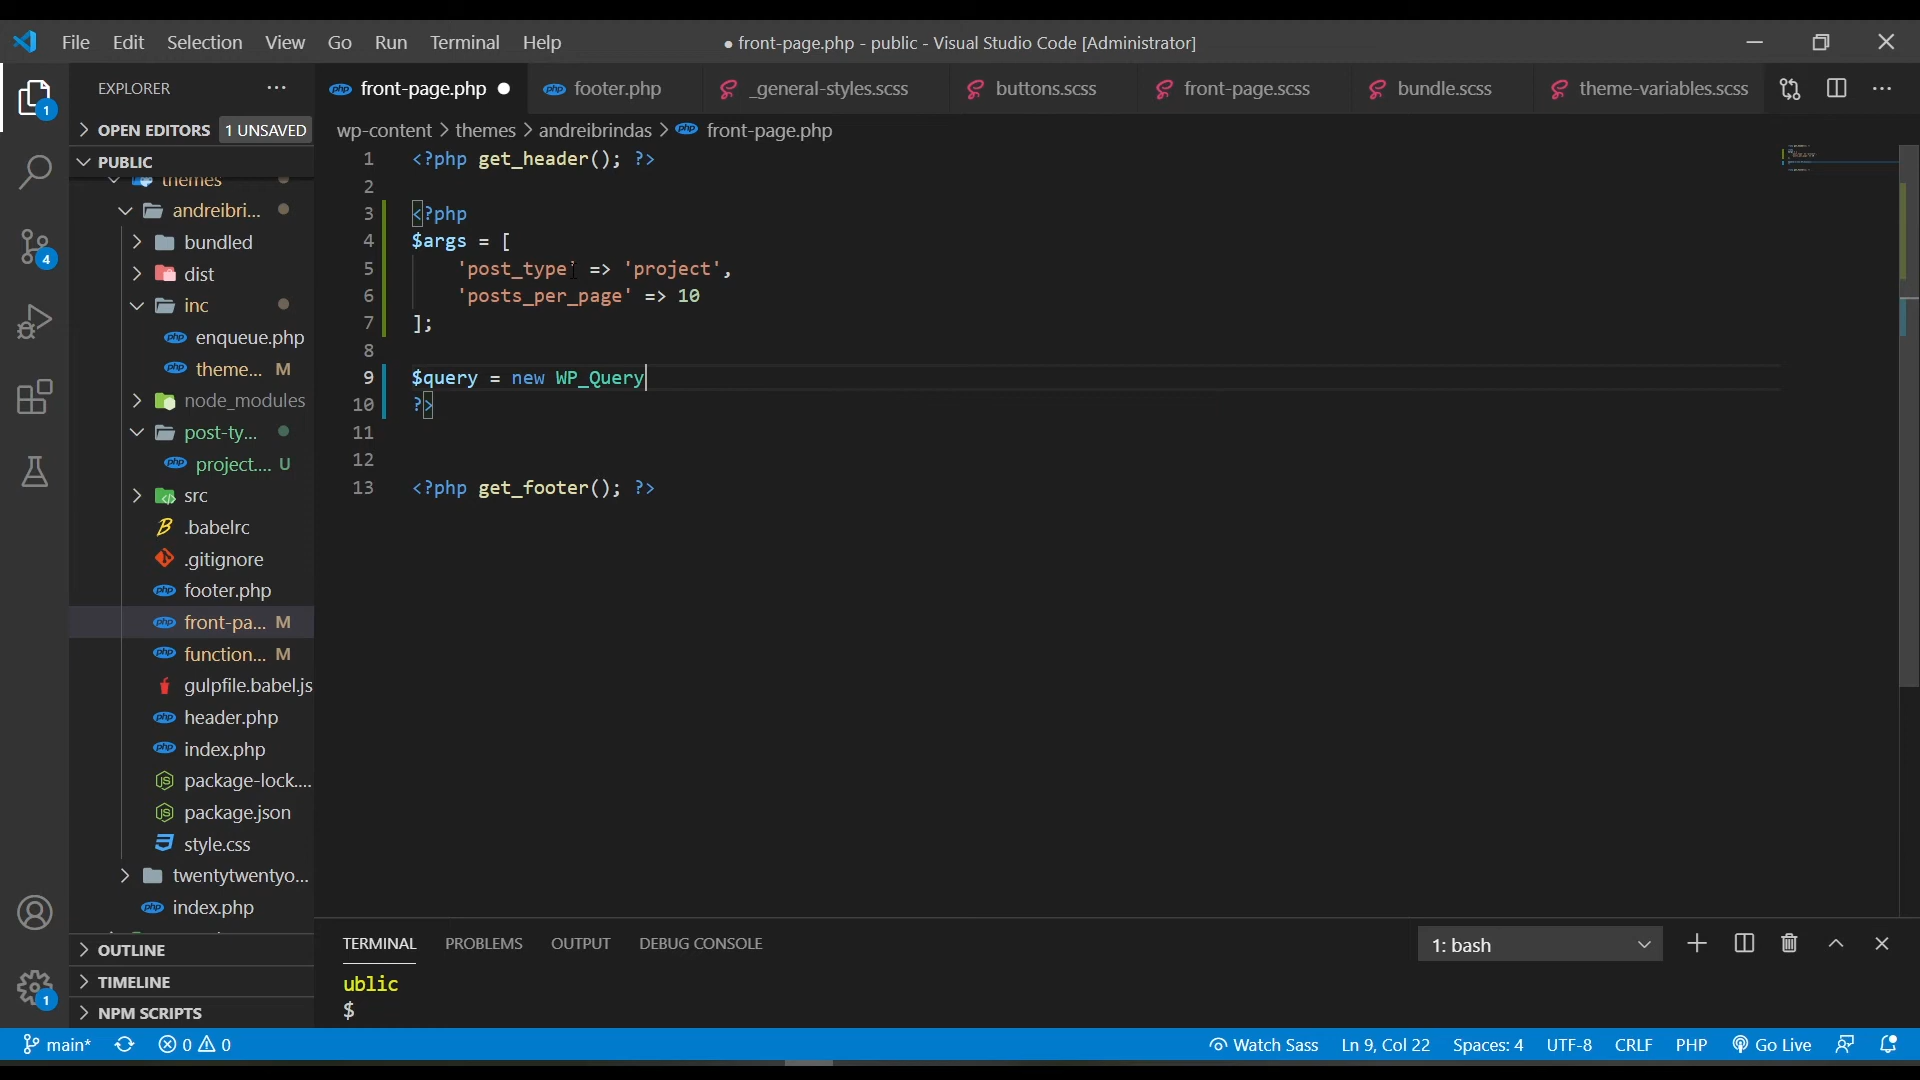 File Edit Selection View Go Run Terminal Help
● front-page.php - public - Visual Studio Code [Administrator]
EXPLORER
front-page.php
footer.php
_general-styles.scss
buttons.scss
front-page.scss
bundle.scss
theme-variables.scss
OPEN EDITORS 1 UNSAVED
wp-content > themes > andreibrindas > front-page.php
PUBLIC
themes
andreibri...
bundled
dist
inc
enqueue.php
theme... M
node_modules
post-ty...
project.... U
src
.babelrc
.gitignore
footer.php
front-pa... M
function... M
gulpfile.babel.js
header.php
index.php
package-lock....
package.json
style.css
twentytwentyo...
index.php
OUTLINE
TIMELINE
NPM SCRIPTS
1 <?php get_header(); ?>
2
3 <?php
4 $args = [
5 'post_type' => 'project',
6 'posts_per_page' => 10
7 ];
8
9 $query = new WP_Query
10 ?>
11
12
13 <?php get_footer(); ?>
1
4
1
TERMINAL PROBLEMS OUTPUT DEBUG CONSOLE
1: bash
ublic
$
main* 0 0
Watch Sass Ln 9, Col 22 Spaces: 4 UTF-8 CRLF PHP Go Live